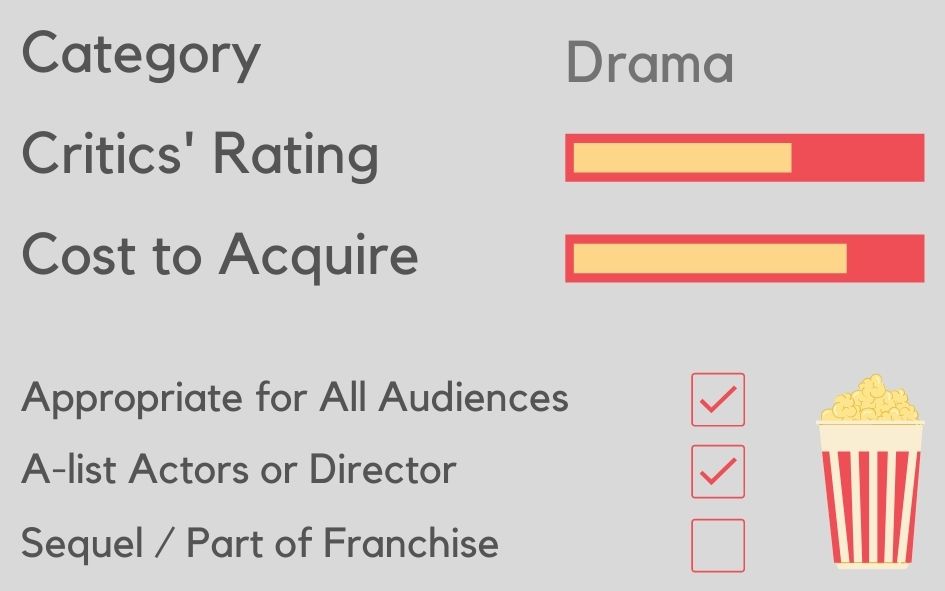 Category
Drama
Critics' Rating
Cost to Acquire
Appropriate for All Audiences
A-list Actors or Director
Sequel / Part of Franchise